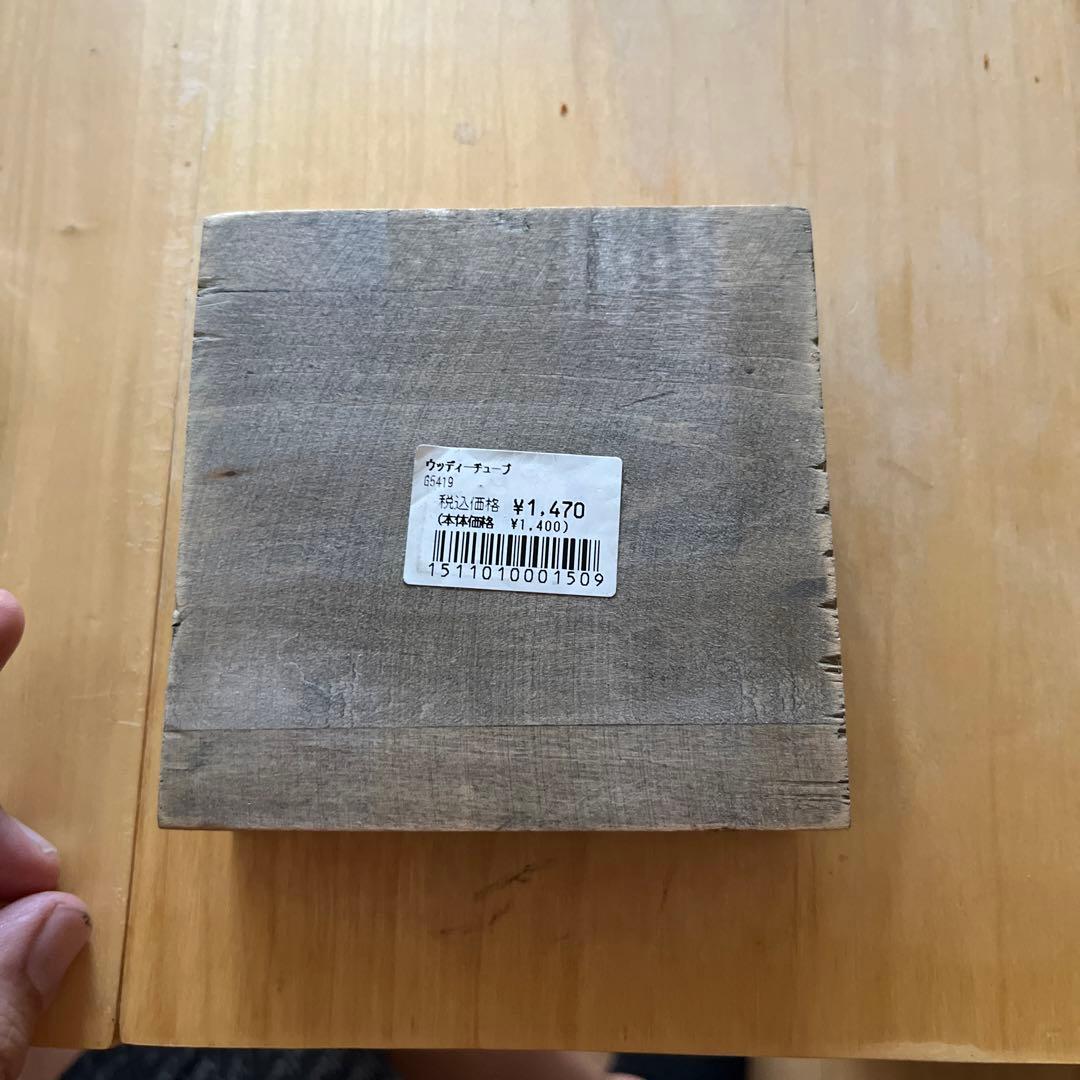 ウッディーチューブ
G5419
税込価格 ¥1,470
(本体価格 ¥1,400)
1511010001509